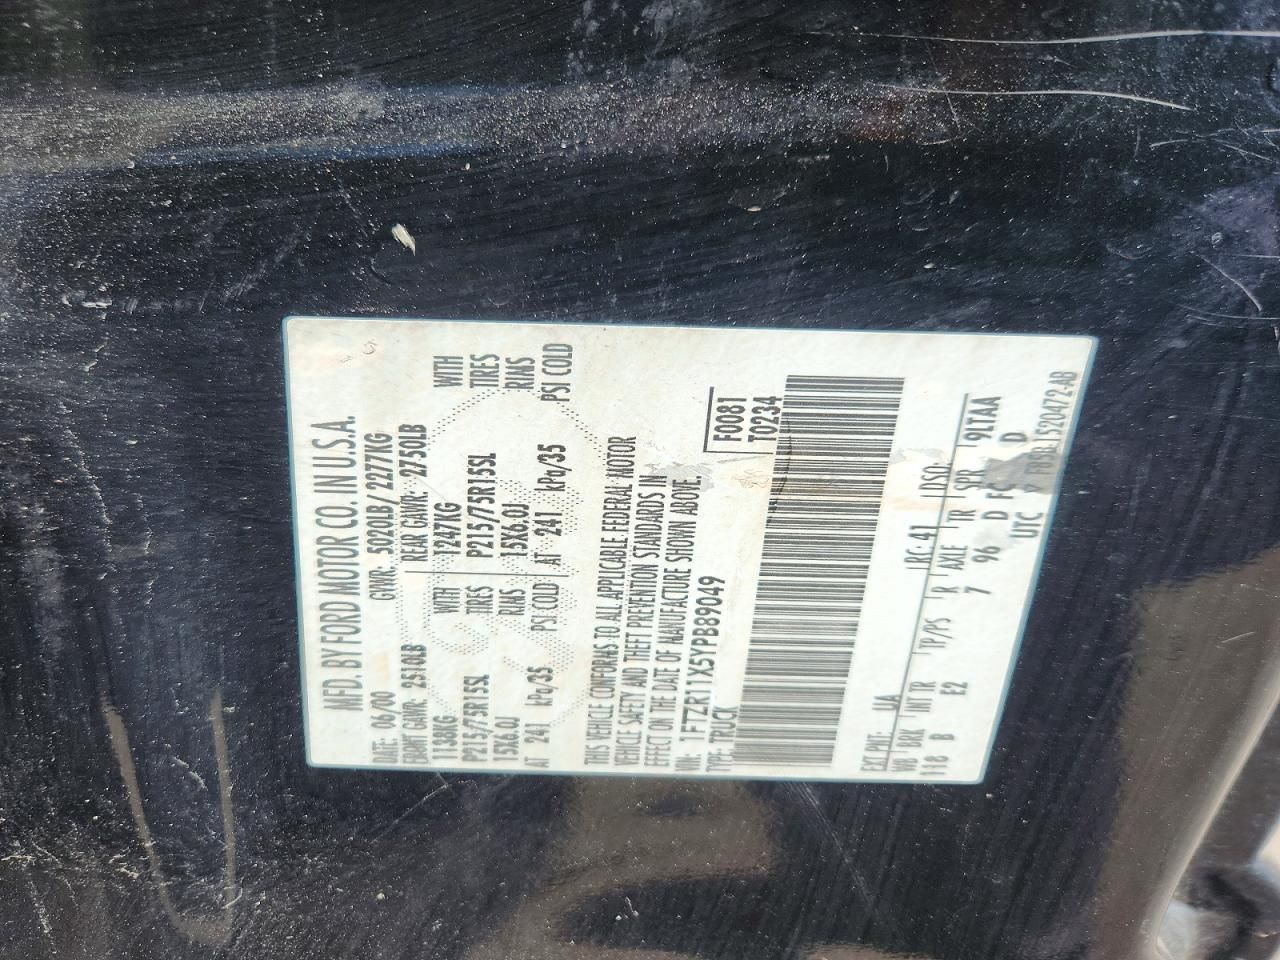 MFD. BY FORD MOTOR CO. IN U.S.A.
DATE: 06/00 GVWR: 5020LB/ 2277KG
FRONT GAWR: 2510LB REAR GAWR: 2750LB
1138KG WITH 1247KG WITH
P215/75R15SL TIRES P215/75R15SL TIRES
15X6.0J RIMS 15X6.0J RIMS
AT 241 kPa/35 PSI COLD AT 241 kPa/35 PSI COLD
THIS VEHICLE CONFORMS TO ALL APPLICABLE FEDERAL MOTOR
VEHICLE SAFETY AND THEFT PREVENTION STANDARDS IN
EFFECT ON THE DATE OF MANUFACTURE SHOWN ABOVE.
VIN: 1FTZR11X5YPB89049 F0081
TYPE: TRUCK T0234
EXT PNT: UA RC: 41 DSO:
WB BRK INT TR TP/PS R AXLE TR SPR 9LTAA
118 B E2 7 96 D D
UTC